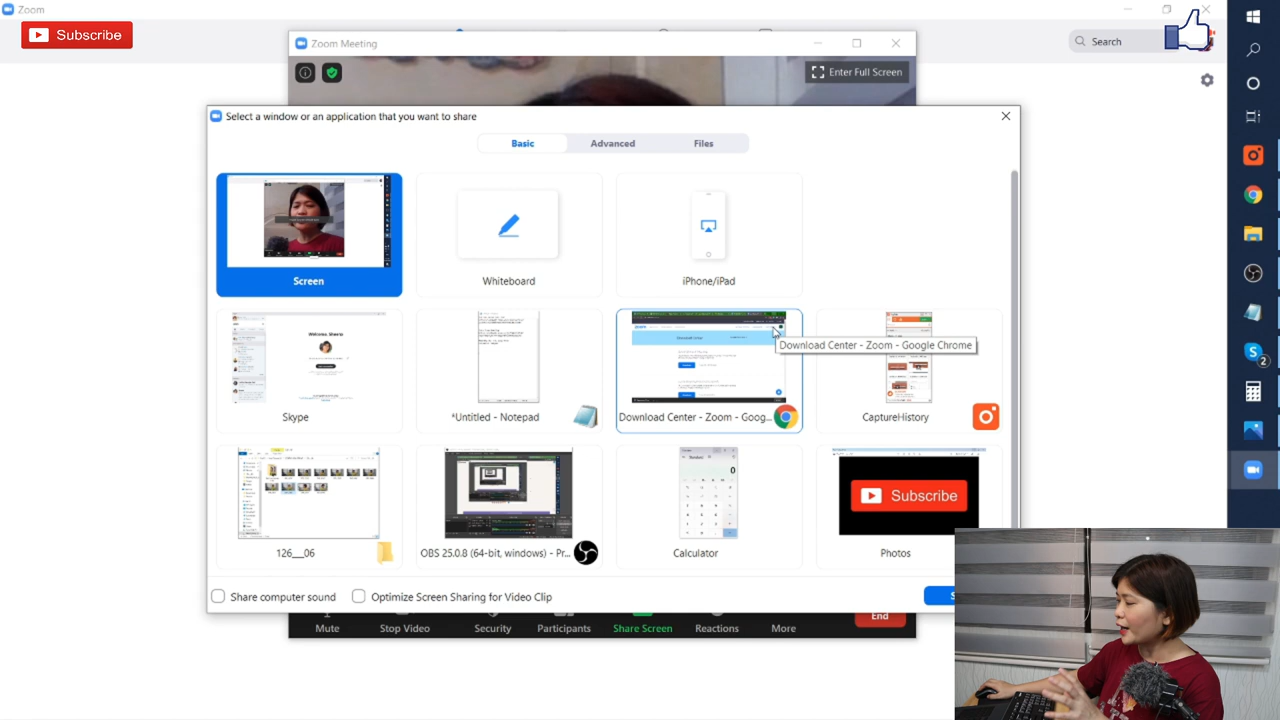 Zoom
Subscribe
Search
Zoom Meeting
Enter Full Screen
Select a window or an application that you want to share
Basic
Advanced
Files
Screen
Whiteboard
iPhone/iPad
Download Center - Zoom - Google Chrome
Skype
*Untitled - Notepad
Download Center - Zoom - Goog...
CaptureHistory
0
Subscribe
126__06
OBS 25.0.8 (64-bit, windows) - Pr...
Calculator
Photos
Share computer sound
Optimize Screen Sharing for Video Clip
Mute
Stop Video
Security
Participants
Share Screen
Reactions
More
End
2